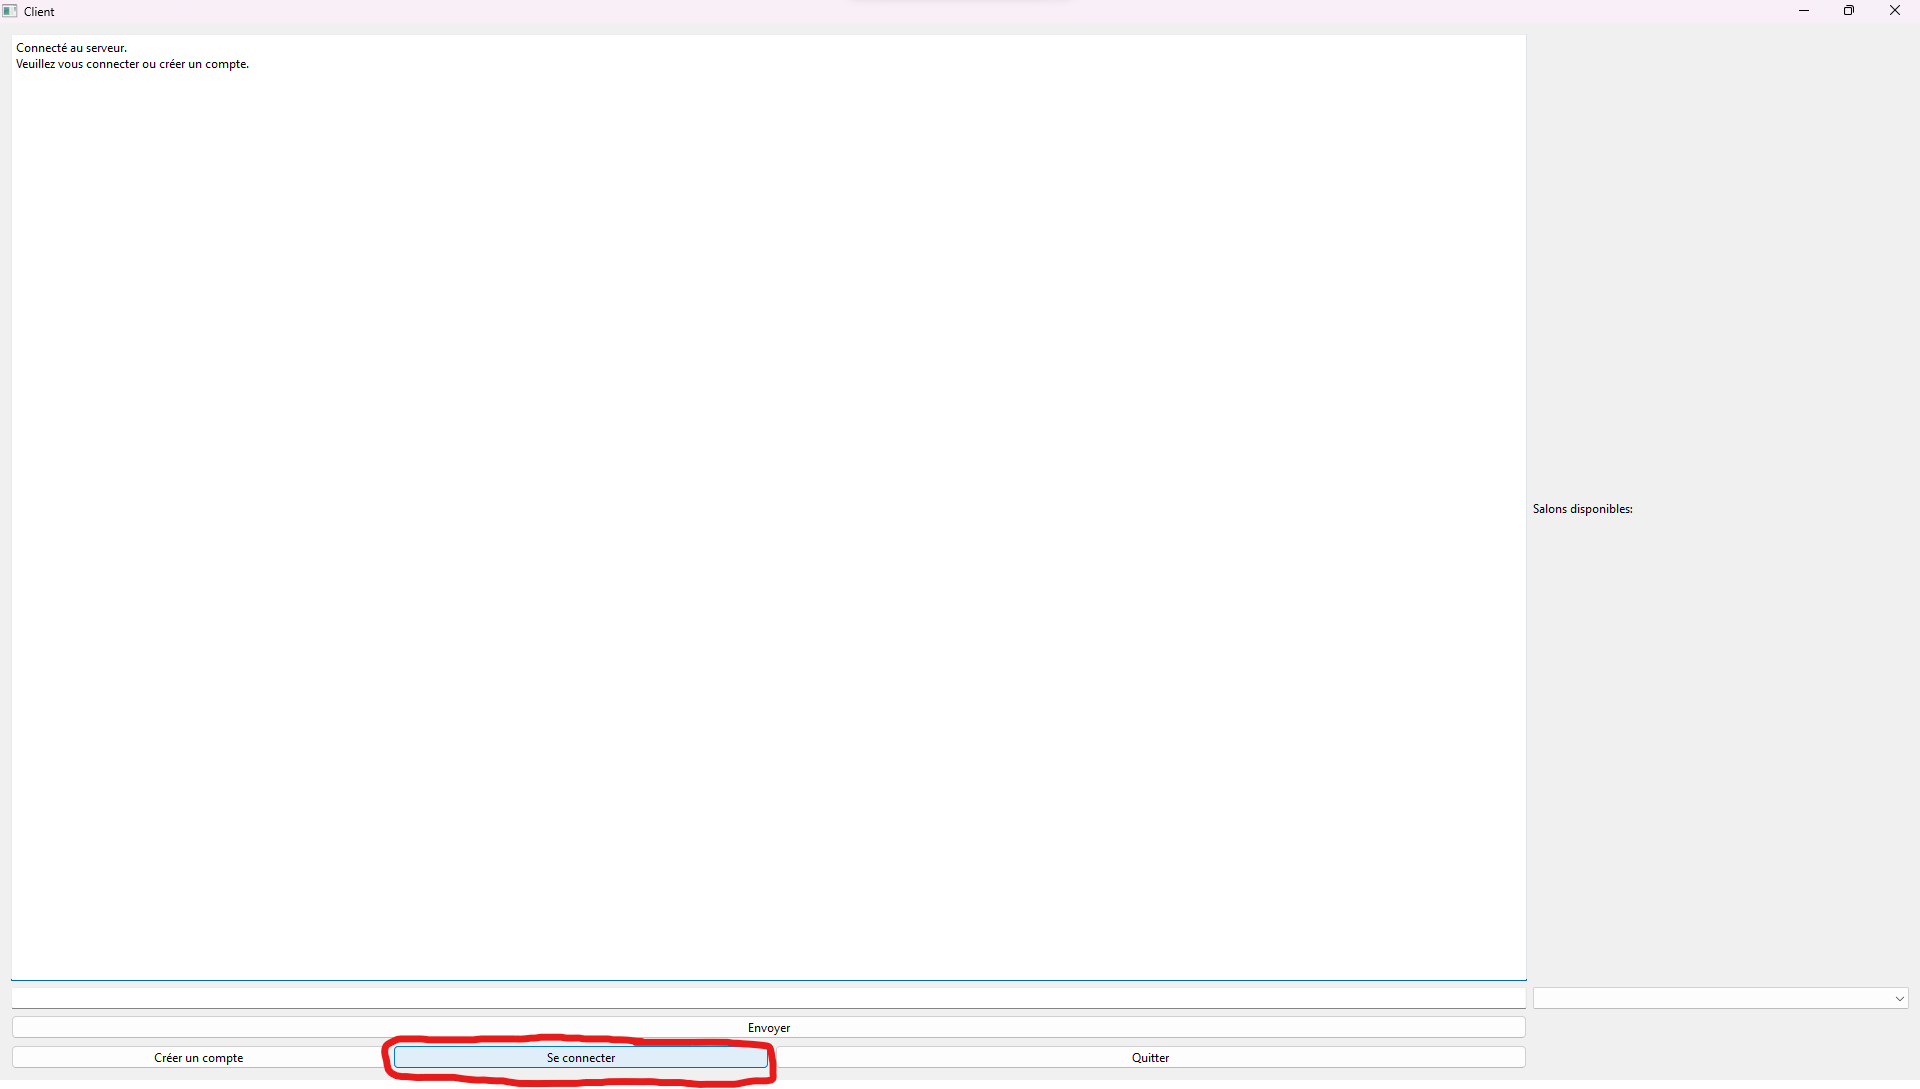 Client
Connecté au serveur.
Veuillez vous connecter ou créer un compte.
Salons disponibles:
Envoyer
Créer un compte
Se connecter
Quitter